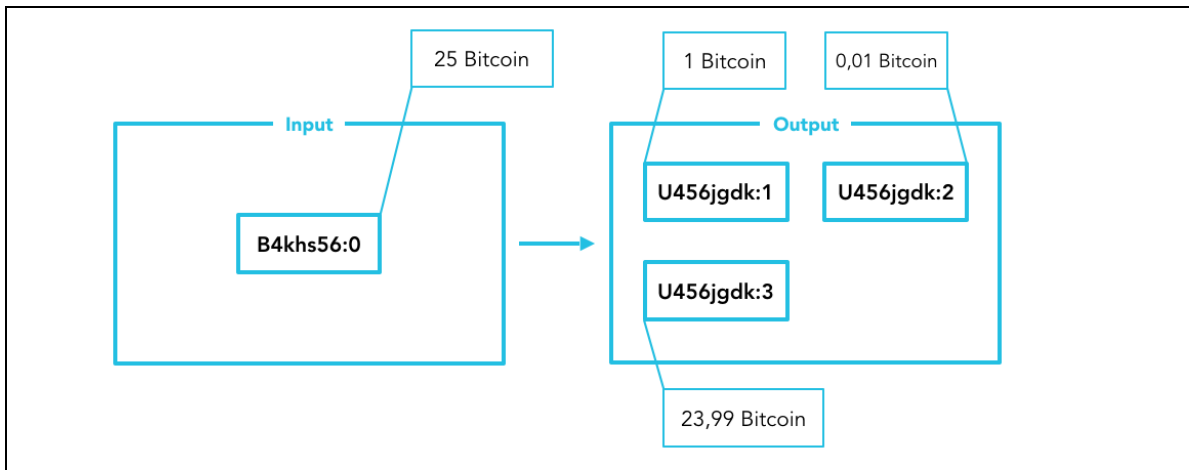 25 Bitcoin
1 Bitcoin
0,01 Bitcoin
Input
Output
B4khs56:0
U456jgdk:1
U456jgdk:2
U456jgdk:3
23,99 Bitcoin